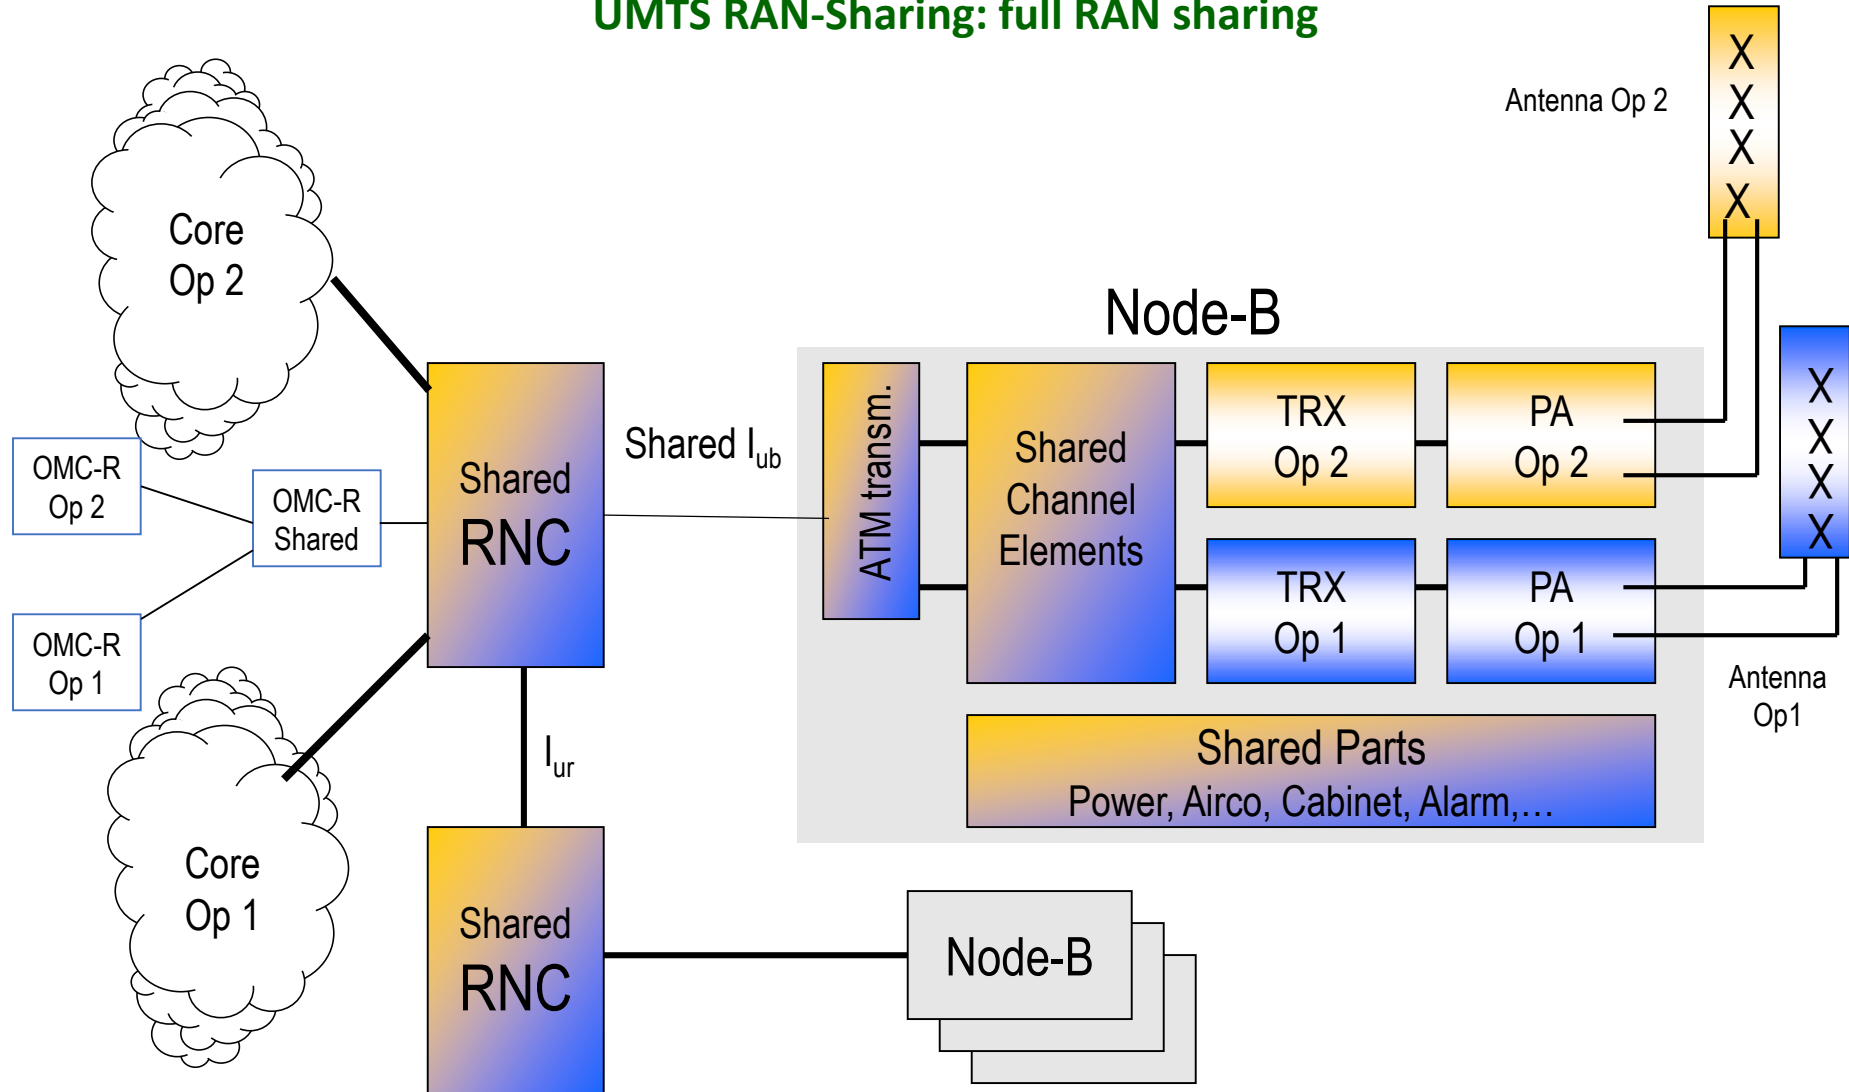 UMTS RAN-Sharing: full RAN sharing
Antenna Op 2
X
X
X
X
Core
Op 2
Node-B
X
X
X
X
OMC-R
Op 2
OMC-R
Shared
OMC-R
Op 1
Shared
RNC
Shared Iub
ATM transm.
Shared
Channel
Elements
TRX
Op 2
PA
Op 2
TRX
Op 1
PA
Op 1
Antenna
Op1
Shared Parts
Power, Airco, Cabinet, Alarm,…
Iur
Core
Op 1
Shared
RNC
Node-B